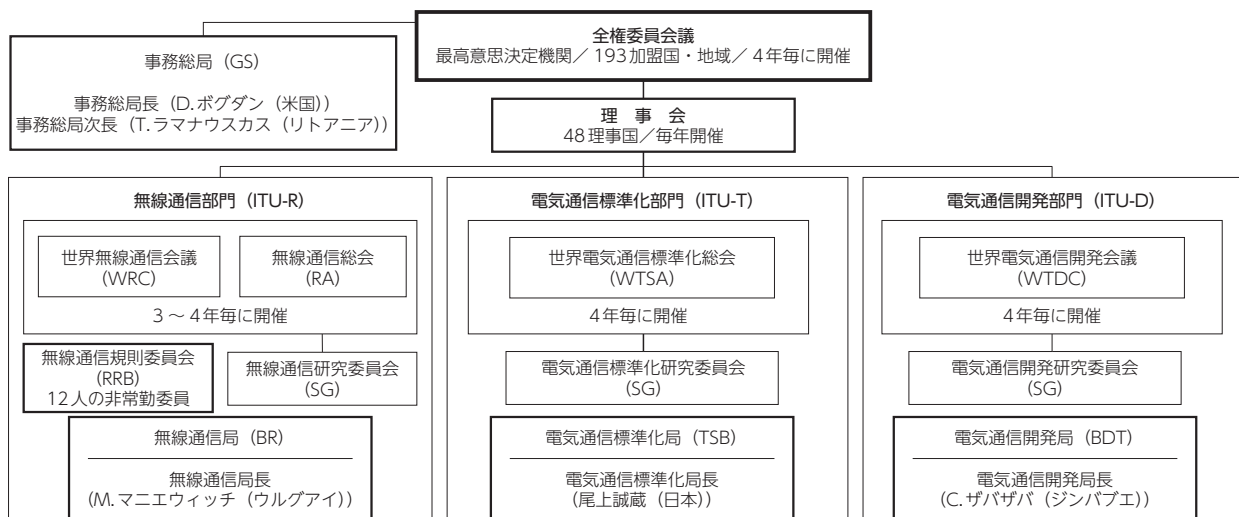 全権委員会議
最高意思決定機関／193加盟国・地域／4年毎に開催
事務総局（GS）
事務総局長（D.ボグダン（米国））
事務総局次長（T.ラマナウスカス（リトアニア））
理　事　会
48理事国／毎年開催
無線通信部門（ITU-R）
世界無線通信会議
(WRC)
無線通信総会
(RA)
3～4年毎に開催
無線通信規則委員会
(RRB)
12人の非常勤委員
無線通信研究委員会
(SG)
無線通信局（BR）
無線通信局長
(M.マニエウィッチ（ウルグアイ））
電気通信標準化部門（ITU-T）
世界電気通信標準化総会
(WTSA)
4年毎に開催
電気通信標準化研究委員会
(SG)
電気通信標準化局（TSB）
電気通信標準化局長
(尾上誠蔵（日本））
電気通信開発部門（ITU-D）
世界電気通信開発会議
(WTDC)
4年毎に開催
電気通信開発研究委員会
(SG)
電気通信開発局（BDT）
電気通信開発局長
(C.ザバザバ（ジンバブエ））